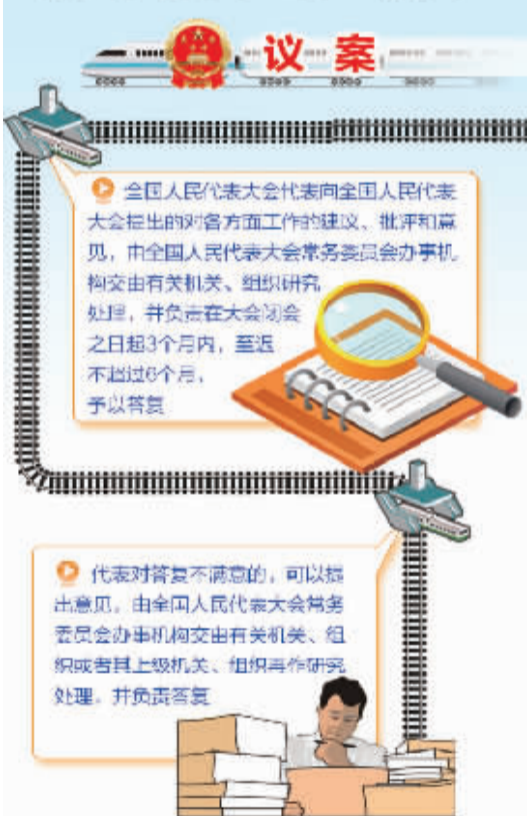 议案
全国人民代表大会代表向全国人民代表
大会提出的对各方面工作的建议、批评和意
见，由全国人民代表大会常务委员会办事机
构交由有关机关、组织研究
处理，并负责在大会闭会
之日起3个月内，至迟
不超过6个月，
予以答复
代表对答复不满意的，可以提
出意见，由全国人民代表大会常务
委员会办事机构交由有关机关、组
织或者其上级机关、组织再作研究
处理，并负责答复